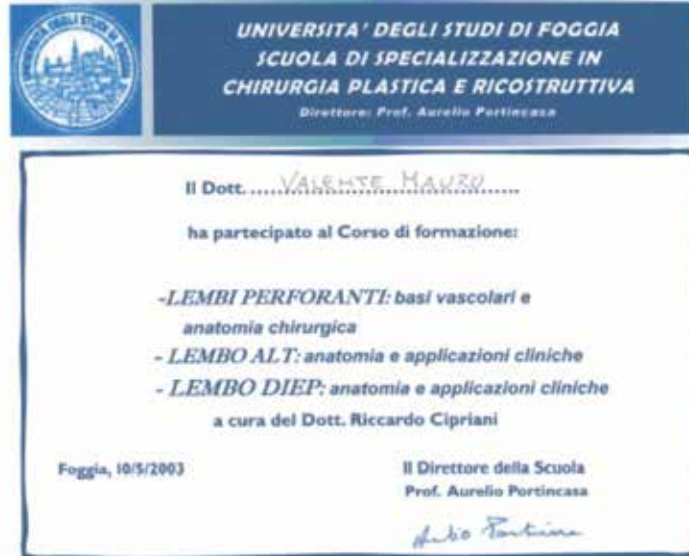 UNIVERSITA' DEGLI STUDI DI FOGGIA
SCUOLA DI SPECIALIZZAZIONE IN
CHIRURGIA PLASTICA E RICOSTRUTTIVA
Direttore: Prof. Aurelio Portincasa
Il Dott. .... VALENTE MAURO .....
ha partecipato al Corso di formazione:
-LEMBI PERFORANTI: basi vascolari e
anatomia chirurgica
- LEMBO ALT: anatomia e applicazioni cliniche
- LEMBO DIEP: anatomia e applicazioni cliniche
a cura del Dott. Riccardo Cipriani
Foggia, 10/5/2003
Il Direttore della Scuola
Prof. Aurelio Portincasa